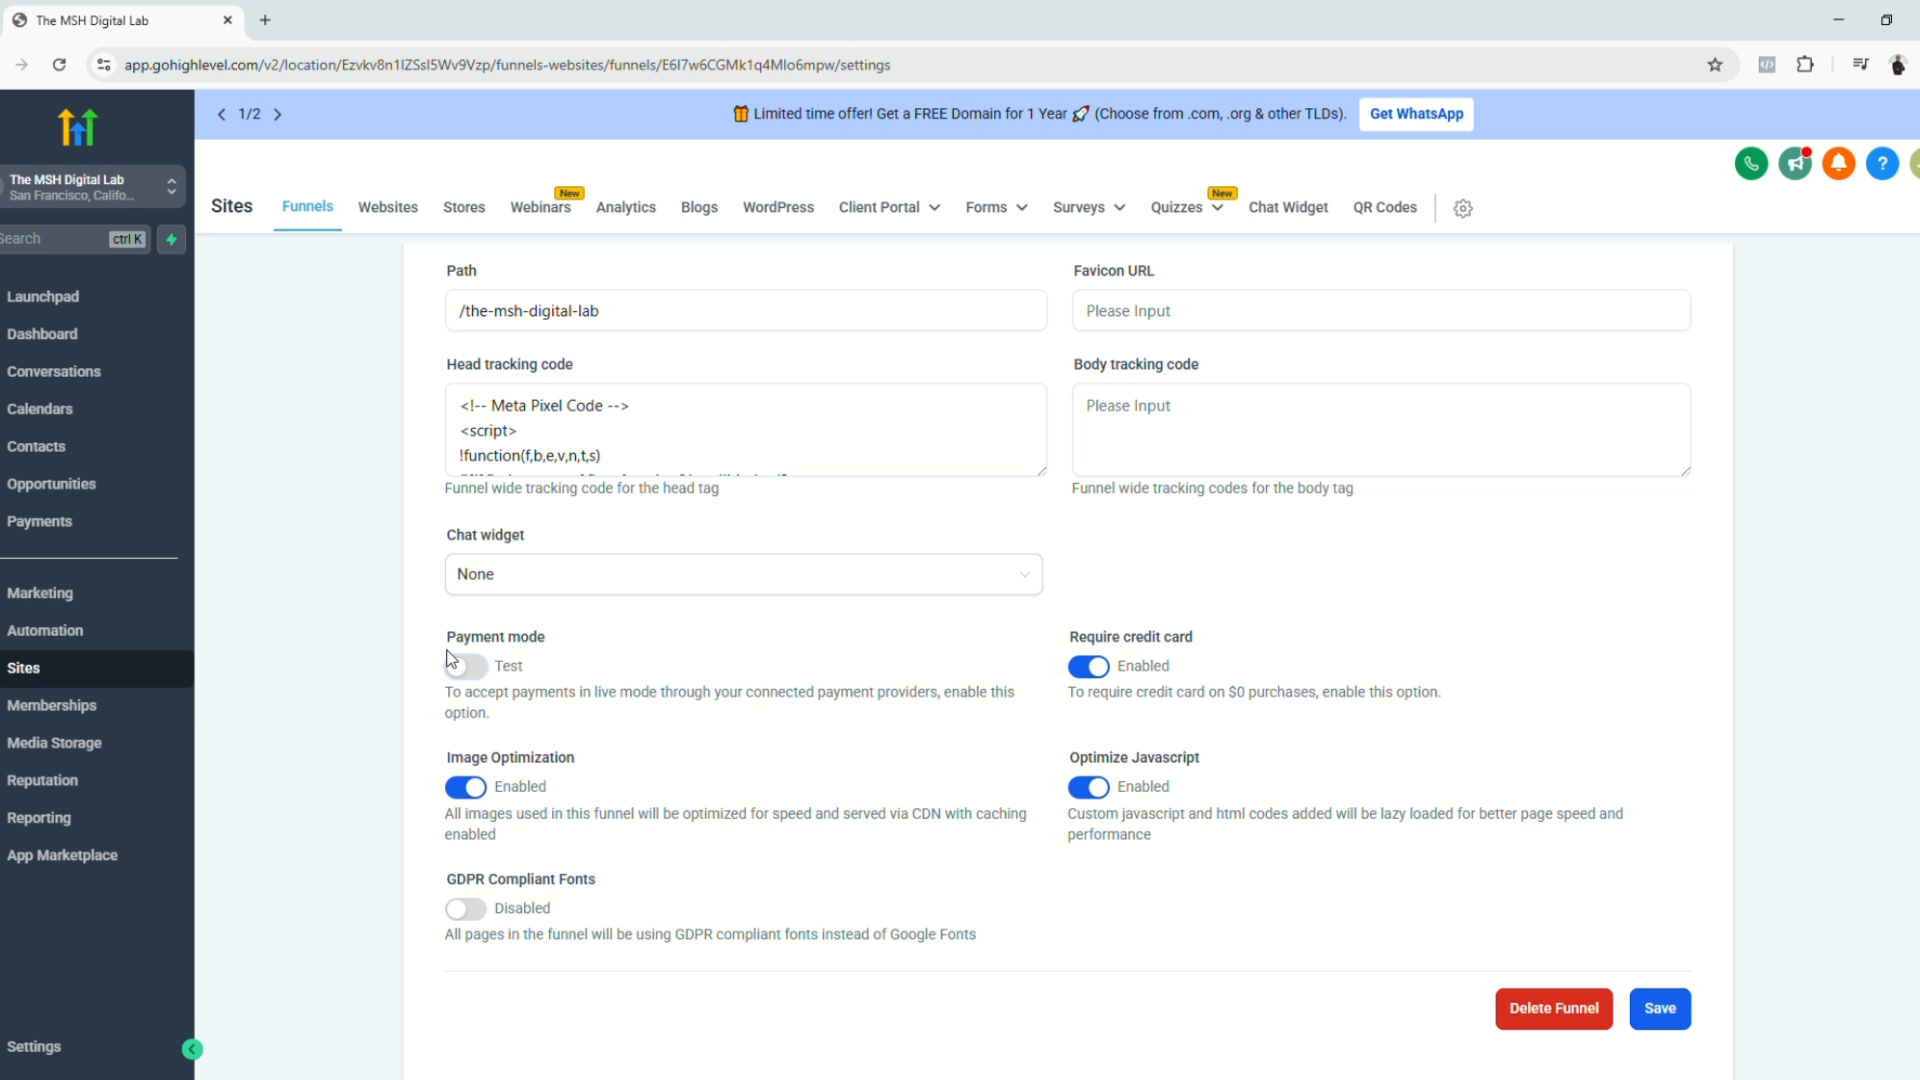 The MSH Digital Lab
app.gohighlevel.com/v2/location/Ezvkv8n1IZSsl5Wv9Vzp/funnels-websites/funnels/E6I7w6CGMk1q4Mlo6mpw/settings
1/2
🎁 Limited time offer! Get a FREE Domain for 1 Year 🚀 (Choose from .com, .org & other TLDs).
Get WhatsApp
The MSH Digital Lab
San Francisco, Califo...
Search
ctrl K
Launchpad
Dashboard
Conversations
Calendars
Contacts
Opportunities
Payments
Marketing
Automation
Sites
Memberships
Media Storage
Reputation
Reporting
App Marketplace
Settings
Sites
Funnels
Websites
Stores
New
Webinars
Analytics
Blogs
WordPress
Client Portal
Forms
Surveys
New
Quizzes
Chat Widget
QR Codes
Path
/the-msh-digital-lab
Favicon URL
Please Input
Head tracking code
<!-- Meta Pixel Code -->
<script>
!function(f,b,e,v,n,t,s)
Funnel wide tracking code for the head tag
Body tracking code
Please Input
Funnel wide tracking codes for the body tag
Chat widget
None
Payment mode
Test
To accept payments in live mode through your connected payment providers, enable this
option.
Require credit card
Enabled
To require credit card on $0 purchases, enable this option.
Image Optimization
Enabled
All images used in this funnel will be optimized for speed and served via CDN with caching
enabled
Optimize Javascript
Enabled
Custom javascript and html codes added will be lazy loaded for better page speed and
performance
GDPR Compliant Fonts
Disabled
All pages in the funnel will be using GDPR compliant fonts instead of Google Fonts
Delete Funnel
Save